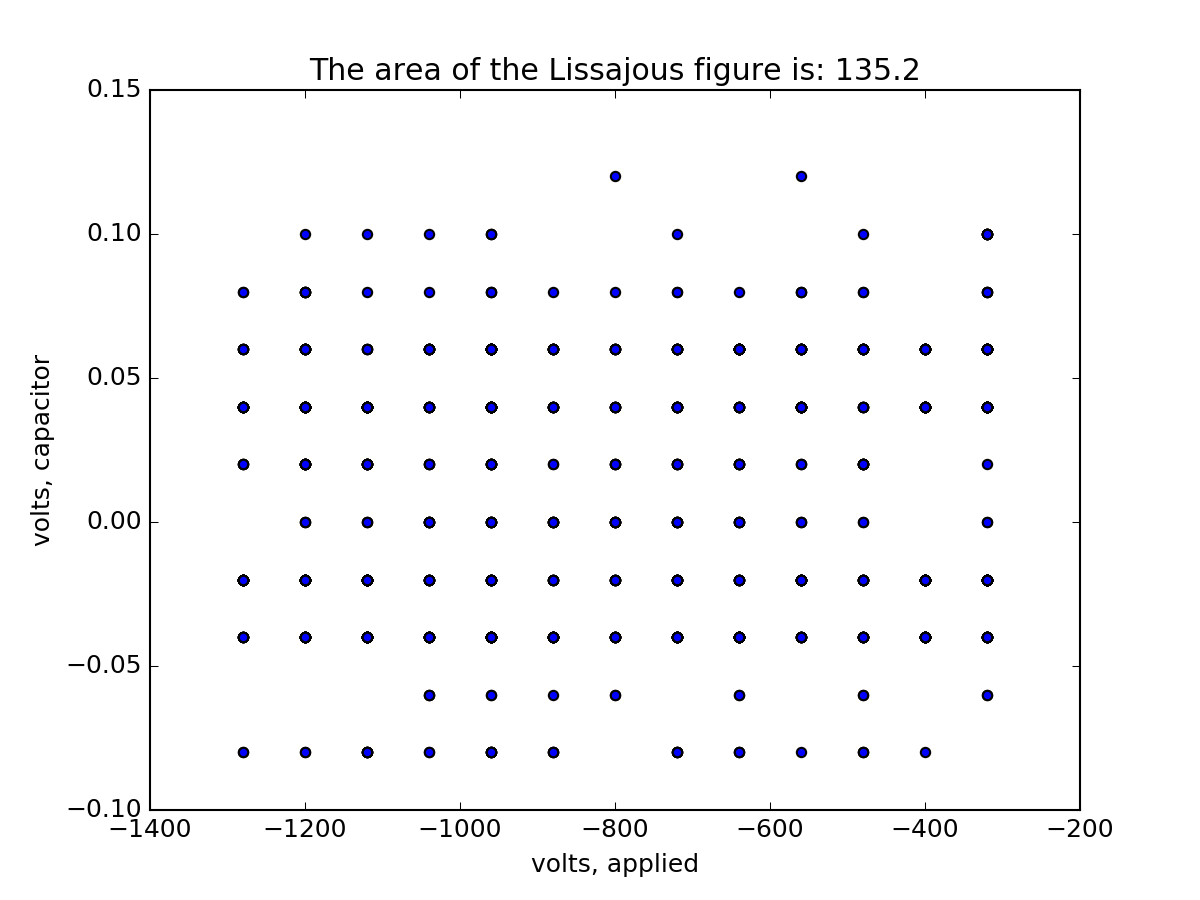 The area of the Lissajous figure is: 135.2
0.15
0.10
0.05
0.00
−0.05
−0.10
volts, capacitor
−1400 −1200 −1000 −800 −600 −400 −200
volts, applied